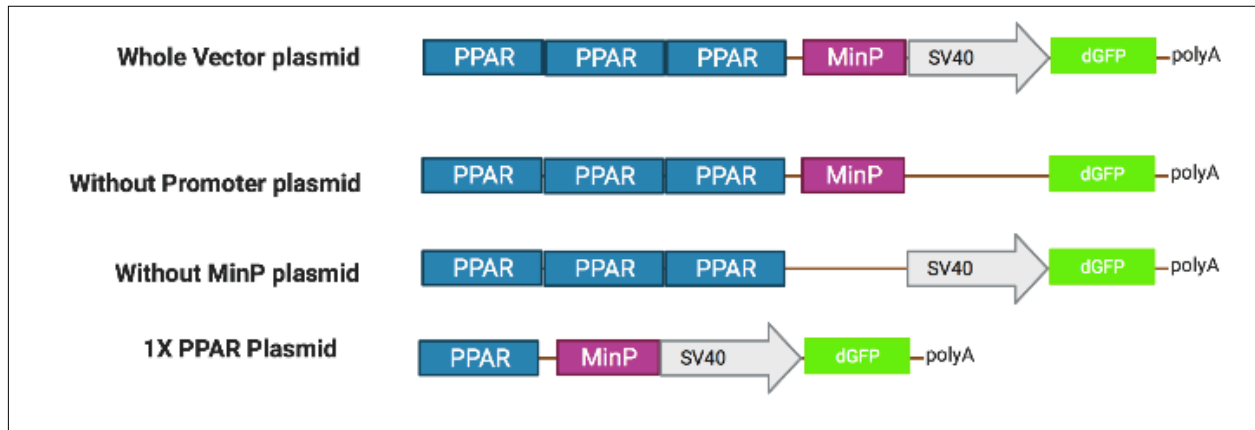 Whole Vector plasmid PPAR PPAR PPAR MinP SV40 dGFP polyA
Without Promoter plasmid PPAR PPAR PPAR MinP dGFP polyA
Without MinP plasmid PPAR PPAR PPAR SV40 dGFP polyA
1X PPAR Plasmid PPAR MinP SV40 dGFP polyA